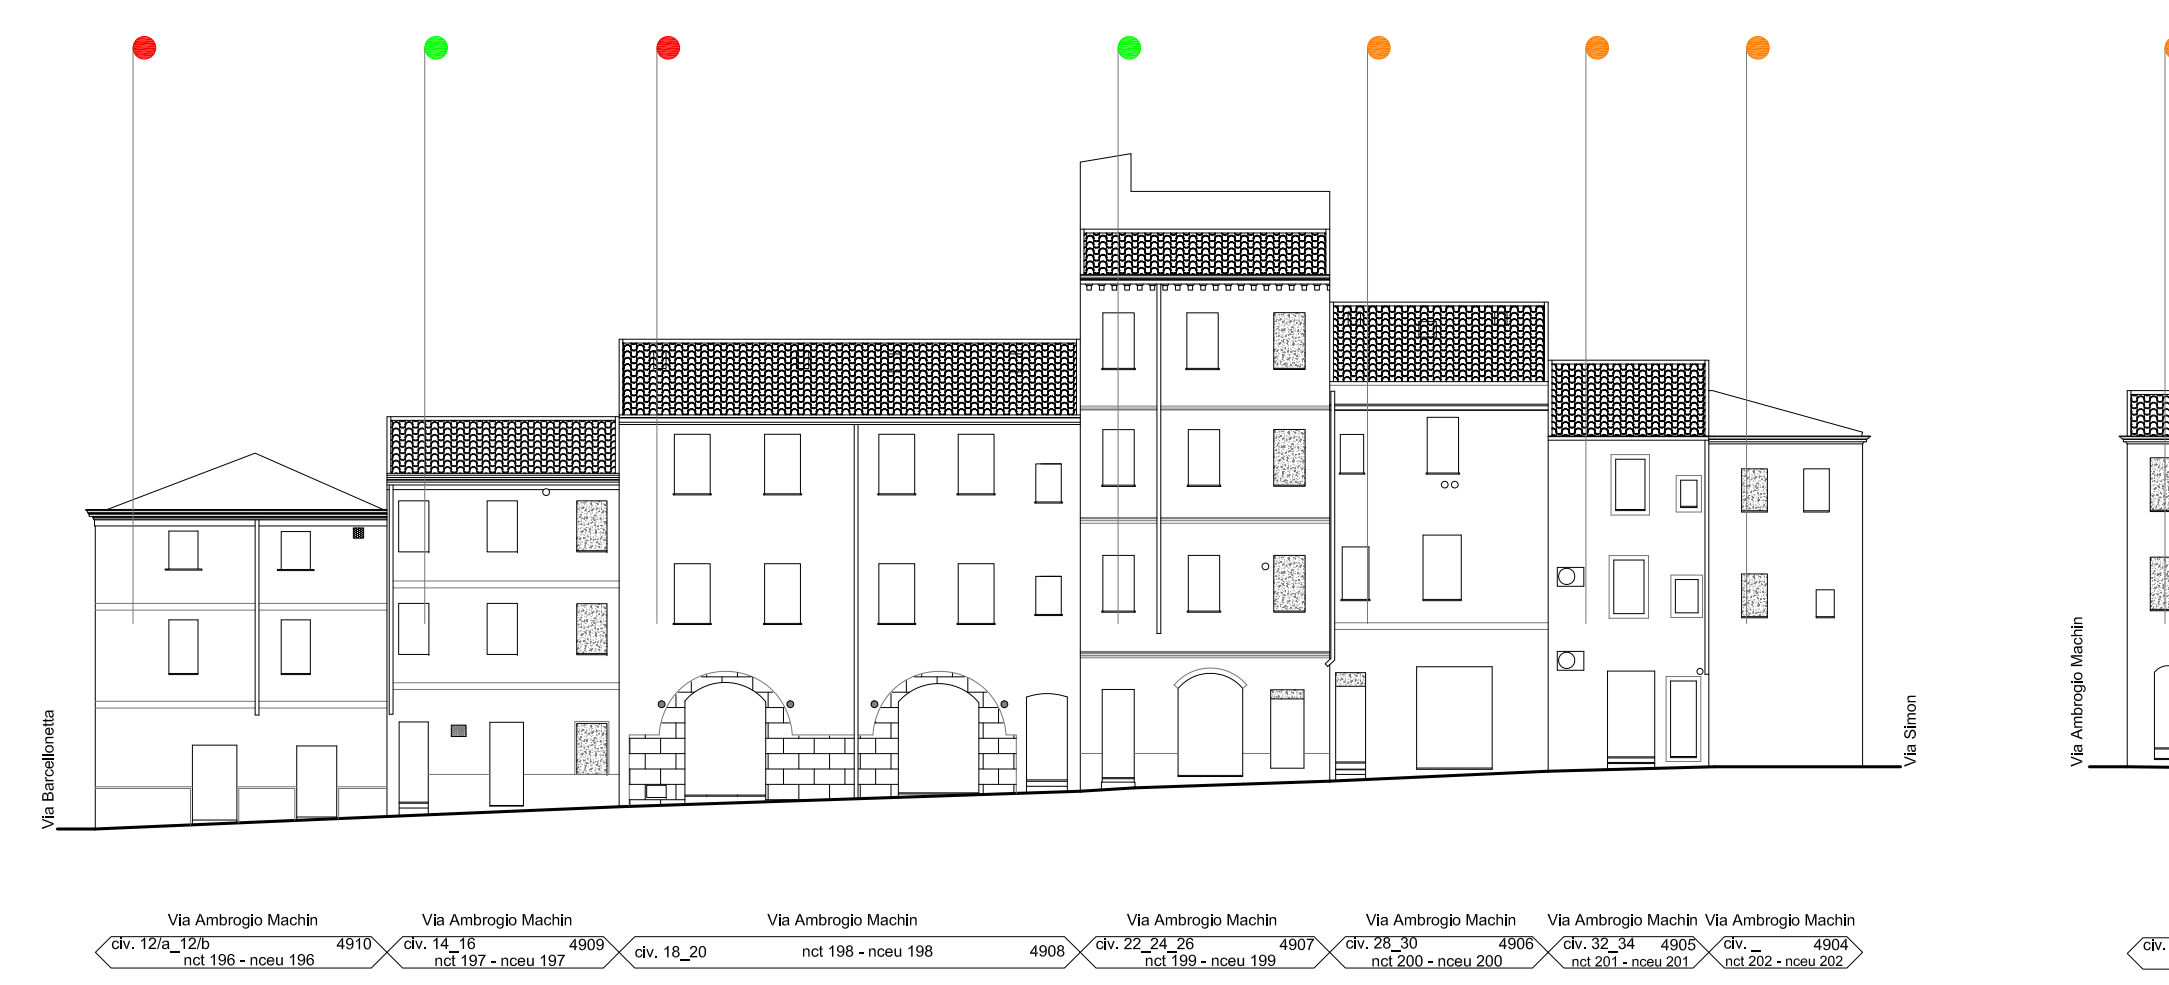 Via Barcellonetta
Via Simon
Via Ambrogio Machin
Via Ambrogio Machin
civ. 12/a_12/b 4910
nct 196 - nceu 196
Via Ambrogio Machin
civ. 14_16 4909
nct 197 - nceu 197
Via Ambrogio Machin
civ. 18_20 nct 198 - nceu 198 4908
Via Ambrogio Machin
civ. 22_24_26 4907
nct 199 - nceu 199
Via Ambrogio Machin
civ. 28_30 4906
nct 200 - nceu 200
Via Ambrogio Machin
civ. 32_34 4905
nct 201 - nceu 201
Via Ambrogio Machin
civ. _ 4904
nct 202 - nceu 202
civ.